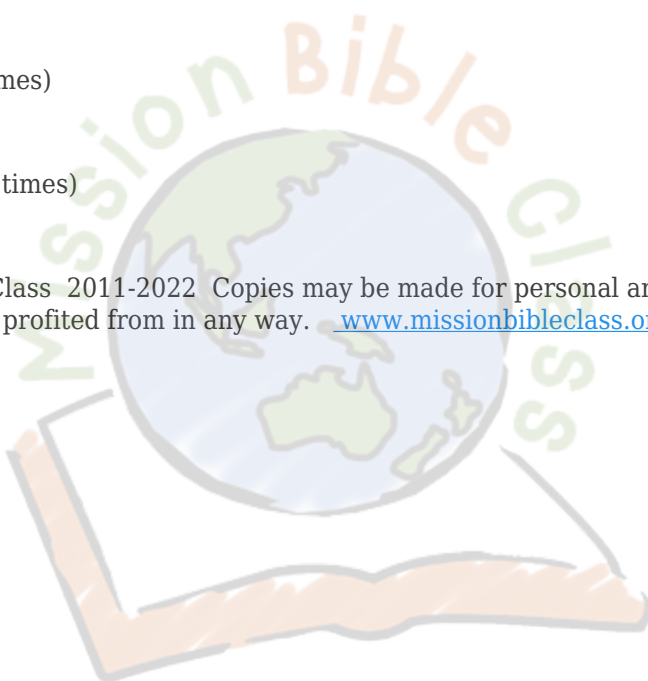 mes)
times)
Class 2011-2022 Copies may be made for personal an
profited from in any way. www.missionbibleclass.or
Mission Bible Class